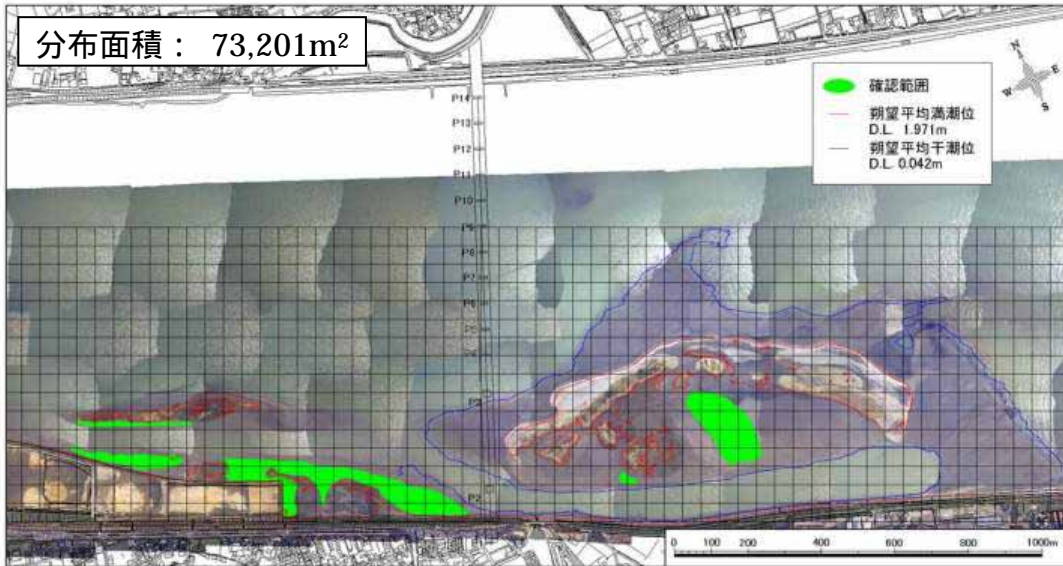 分布面積： 73,201m²
N
E
W
S
確認範囲
朔望平均満潮位
D.L. 1.971m
朔望平均干潮位
D.L. 0.042m
P14
P13
P12
P11
P10
P9
P8
P7
P6
P5
P4
P3
P2
0 100 200 400 600 800 1000m